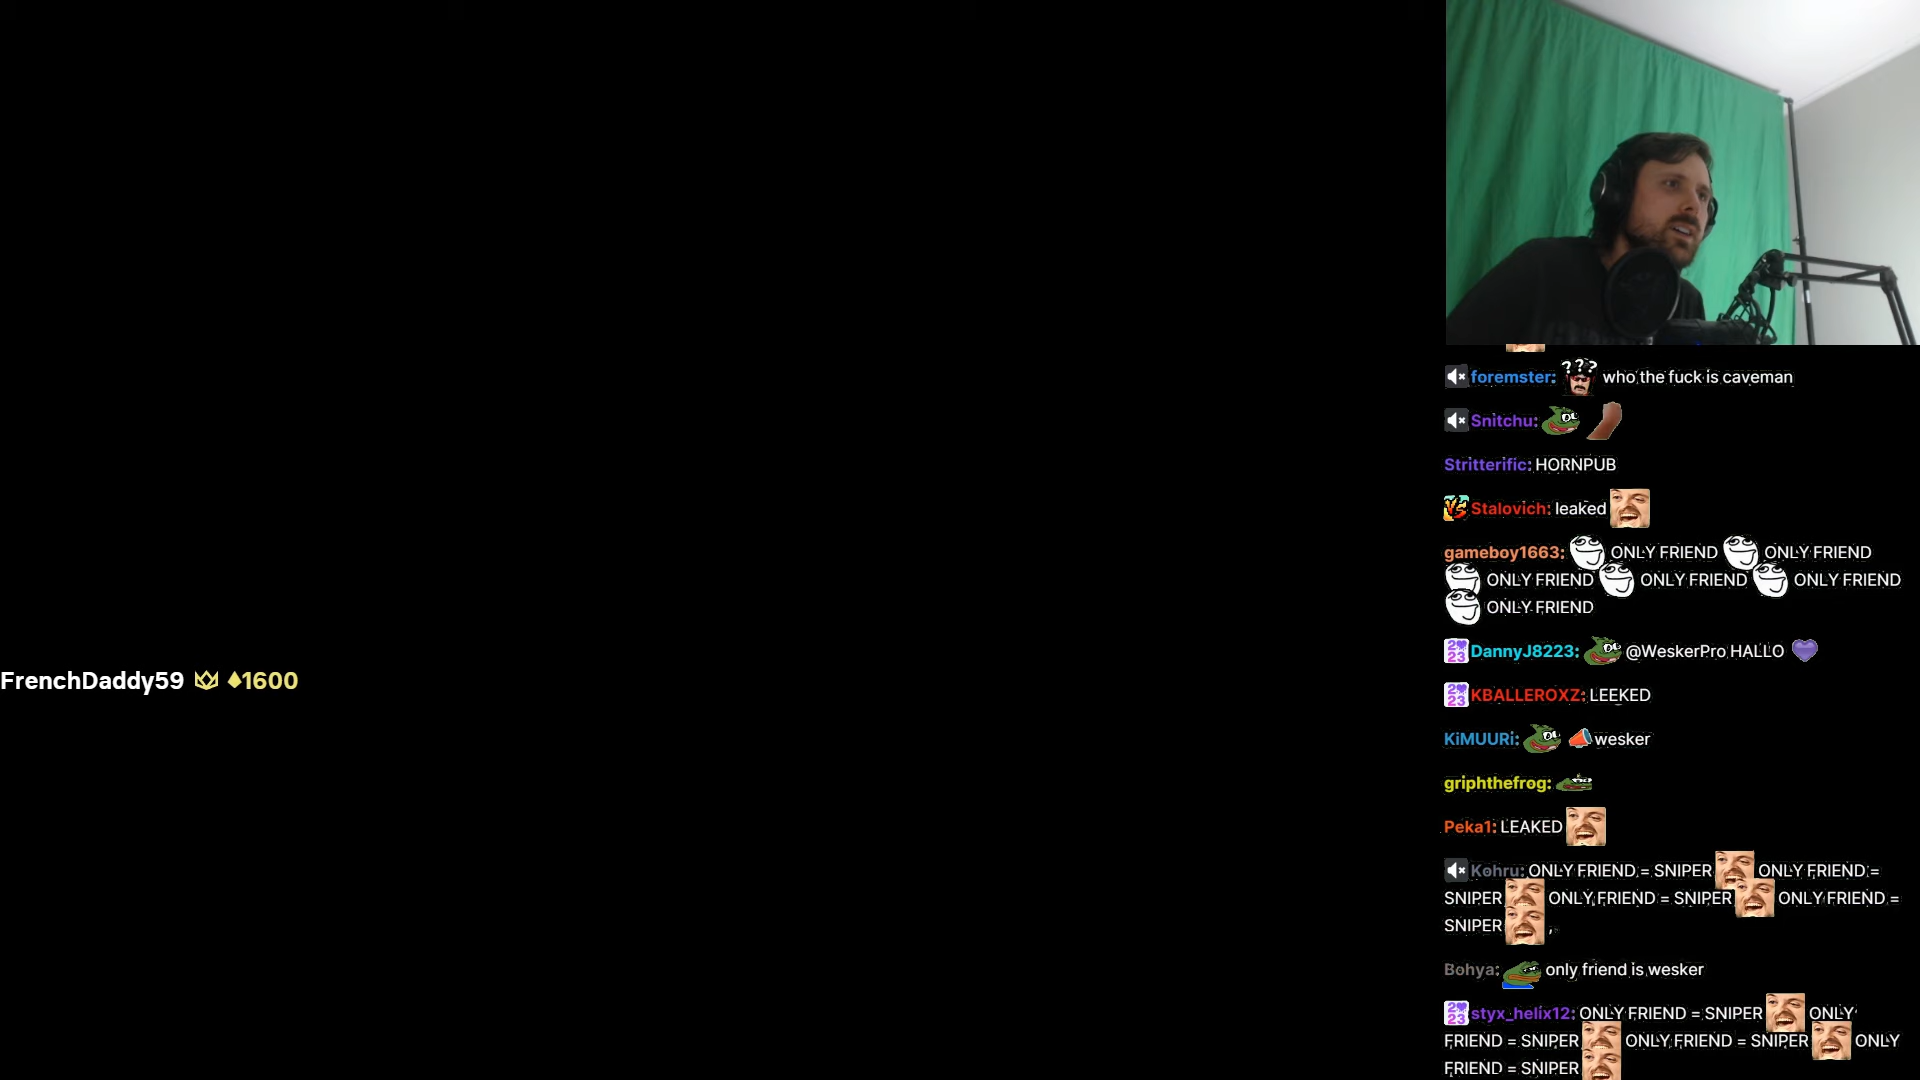 foremster: who the fuck is caveman
Snitchu:
Stritterific: HORNPUB
Stalovich: leaked
gameboy1663: ONLY FRIEND ONLY FRIEND
ONLY FRIEND ONLY FRIEND ONLY FRIEND
ONLY FRIEND
DannyJ8223: @WeskerPro HALLO
KBALLEROXZ: LEEKED
FrenchDaddy59 1600
KiMUURi: wesker
griphthefrog:
Peka1: LEAKED
Kohru: ONLY FRIEND = SNIPER ONLY FRIEND =
SNIPER ONLY FRIEND = SNIPER ONLY FRIEND =
SNIPER ,
Bohya: only friend is wesker
styx_helix12: ONLY FRIEND = SNIPER ONLY
FRIEND = SNIPER ONLY FRIEND = SNIPER ONLY
FRIEND = SNIPER